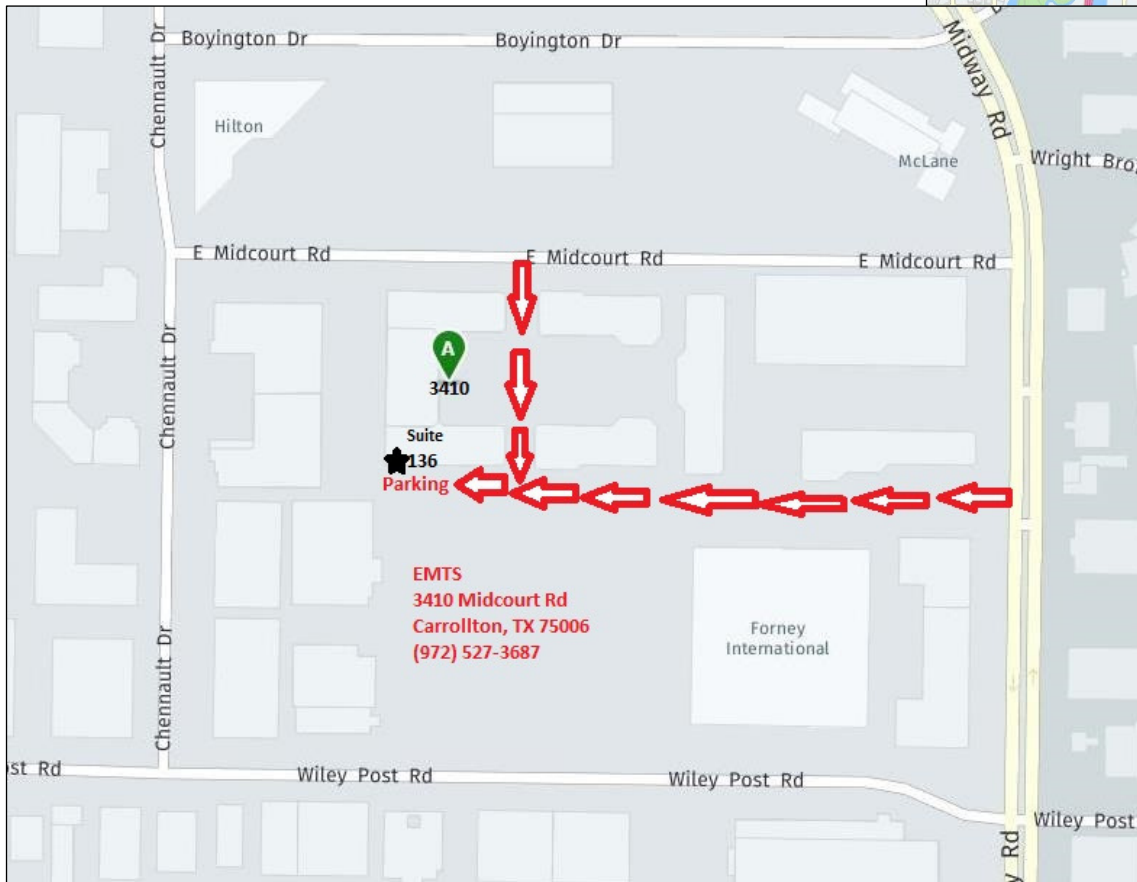 Boyington Dr
Boyington Dr
Midway Rd
Chennault Dr
Hilton
McLane
Wright Bro
E Midcourt Rd
E Midcourt Rd
E Midcourt Rd
Chennault Dr
A
3410
Suite
136
Parking
EMTS
3410 Midcourt Rd
Carrollton, TX 75006
(972) 527-3687
Forney
International
Chennault Dr
st Rd
Wiley Post Rd
Wiley Post Rd
Wiley Post
y Rd